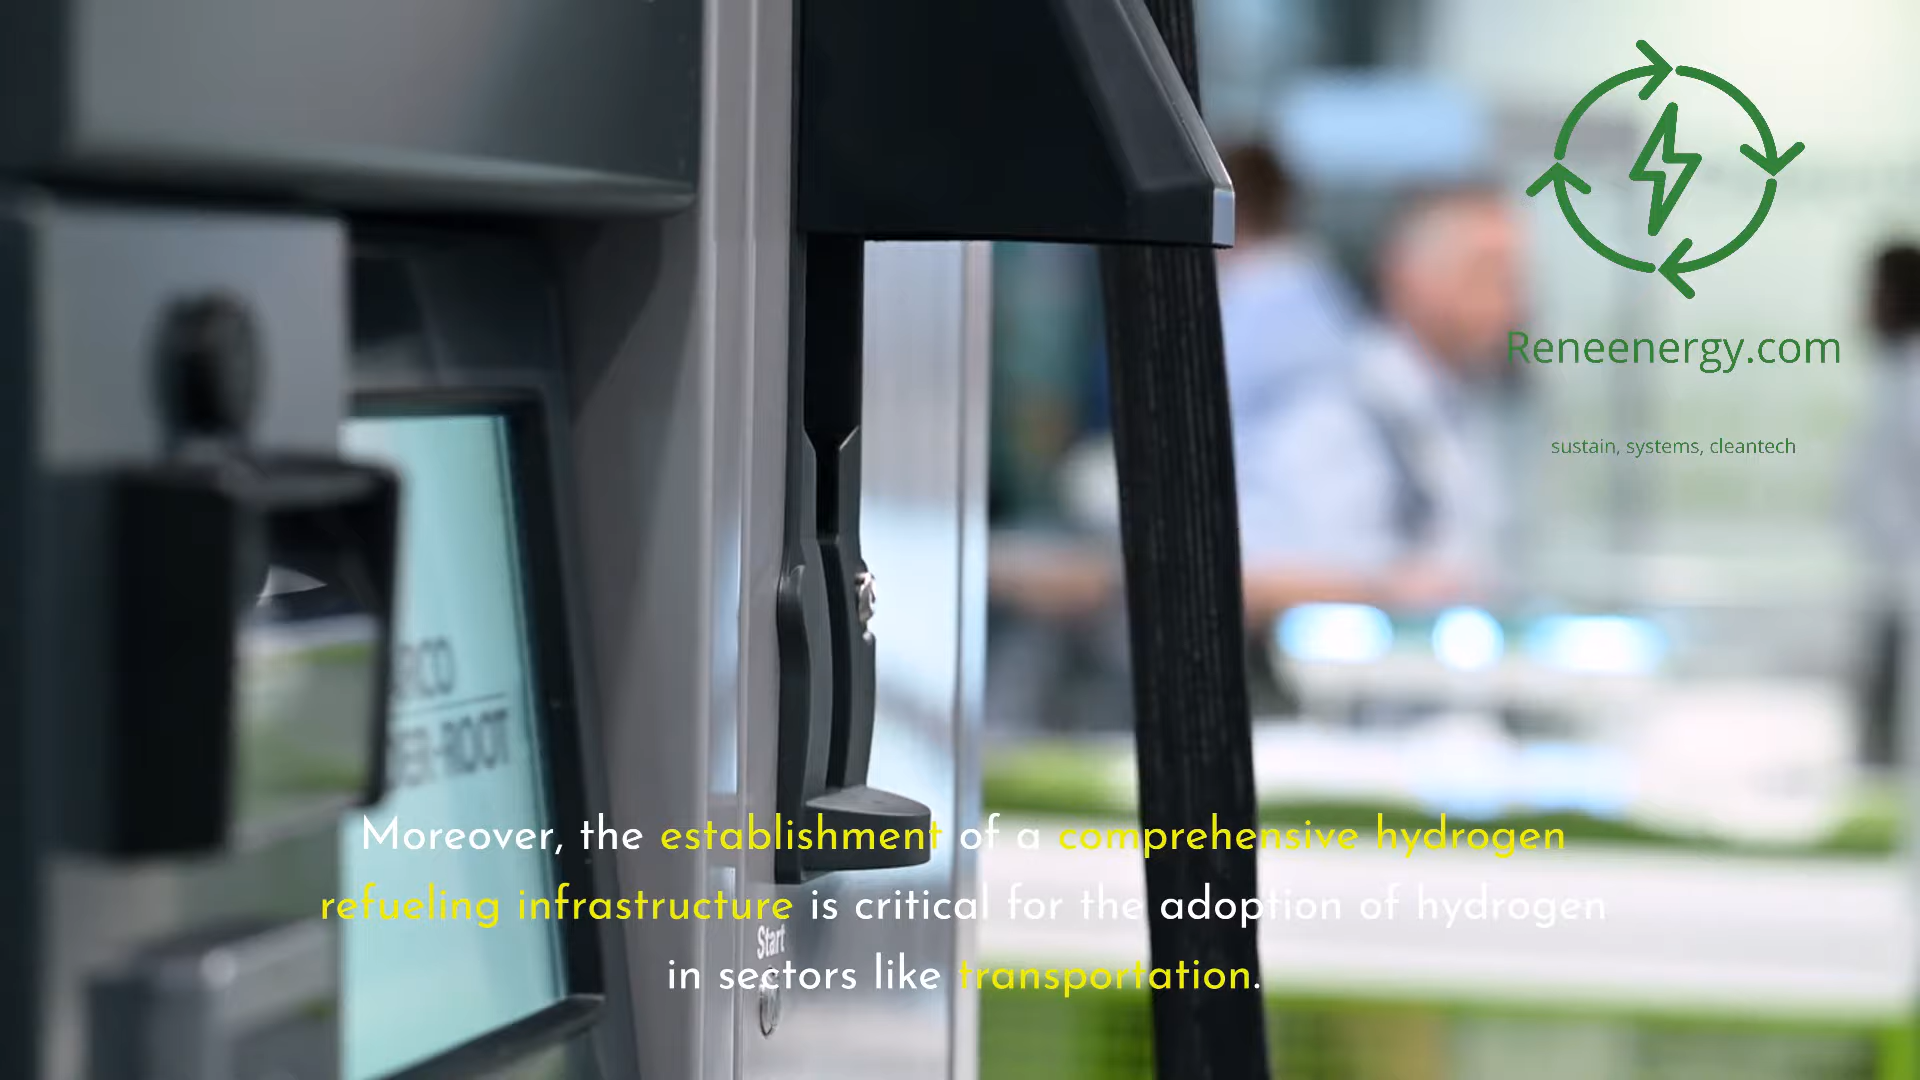 Reneenergy.com
sustain, systems, cleantech
Moreover, the establishment of a comprehensive hydrogen
refueling infrastructure is critical for the adoption of hydrogen
in sectors like transportation.
Start